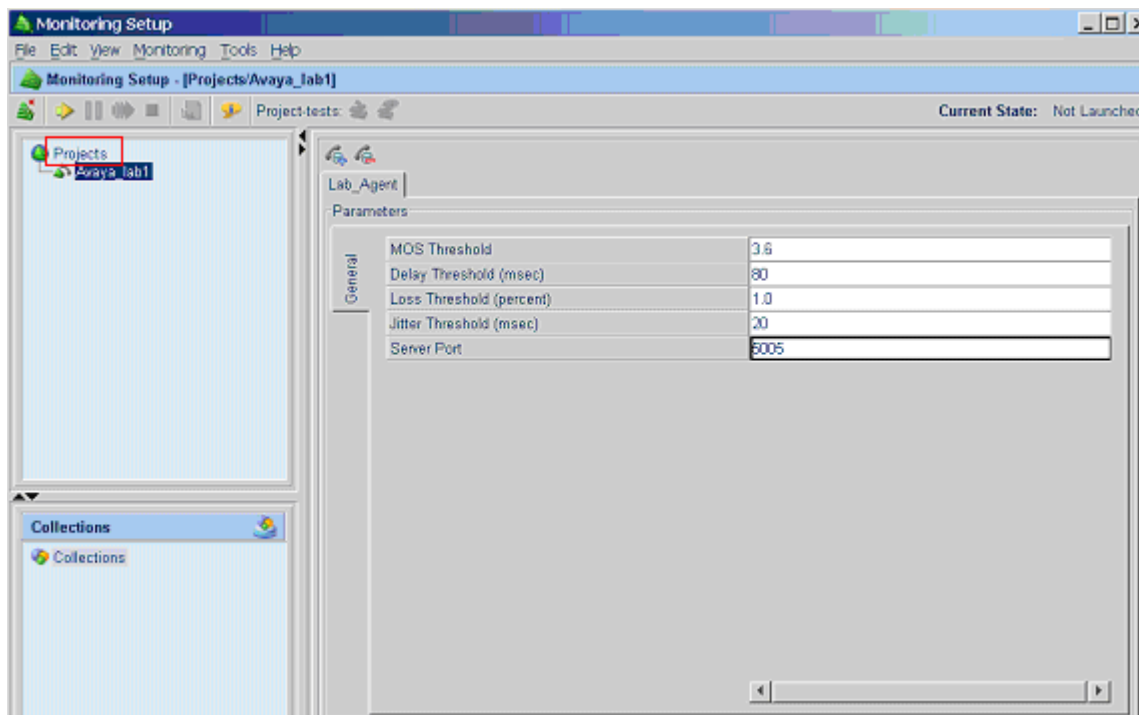 Monitoring Setup
File Edit View Monitoring Tools Help
Monitoring Setup - [Projects/Avaya_lab1]
Project-tests:
Current State: Not Launched
Projects
Avaya_lab1
Lab_Agent
Parameters
General
MOS Threshold 3.6
Delay Threshold (msec) 80
Loss Threshold (percent) 1.0
Jitter Threshold (msec) 20
Server Port 5005
Collections
Collections